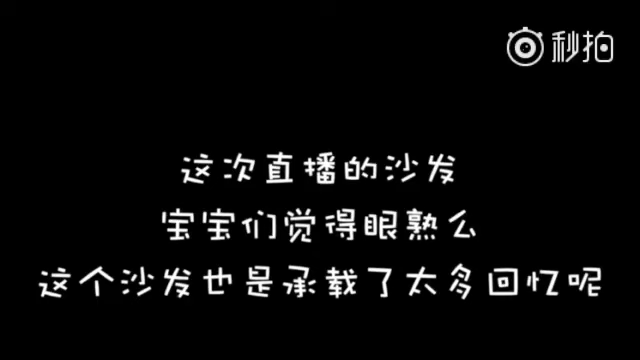 秒拍
这次直播的沙发
宝宝们觉得眼熟么
这个沙发也是承载了太多回忆呢